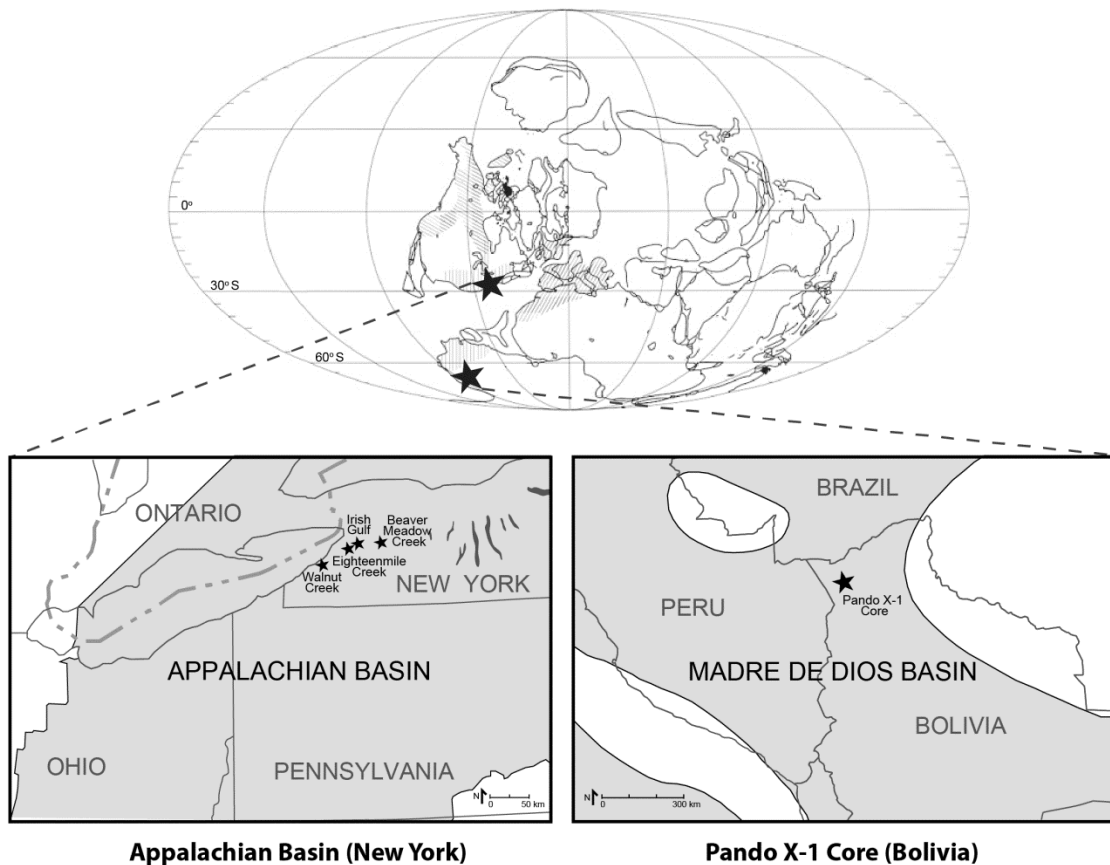 0°
30° S
60° S
ONTARIO
Irish
Gulf
Beaver
Meadow
Creek
Eighteenmile
Creek
Walnut
Creek
NEW YORK
APPALACHIAN BASIN
OHIO
PENNSYLVANIA
N
0 50 km
BRAZIL
PERU
Pando X-1
Core
MADRE DE DIOS BASIN
BOLIVIA
N
0 300 km
Appalachian Basin (New York)
Pando X-1 Core (Bolivia)